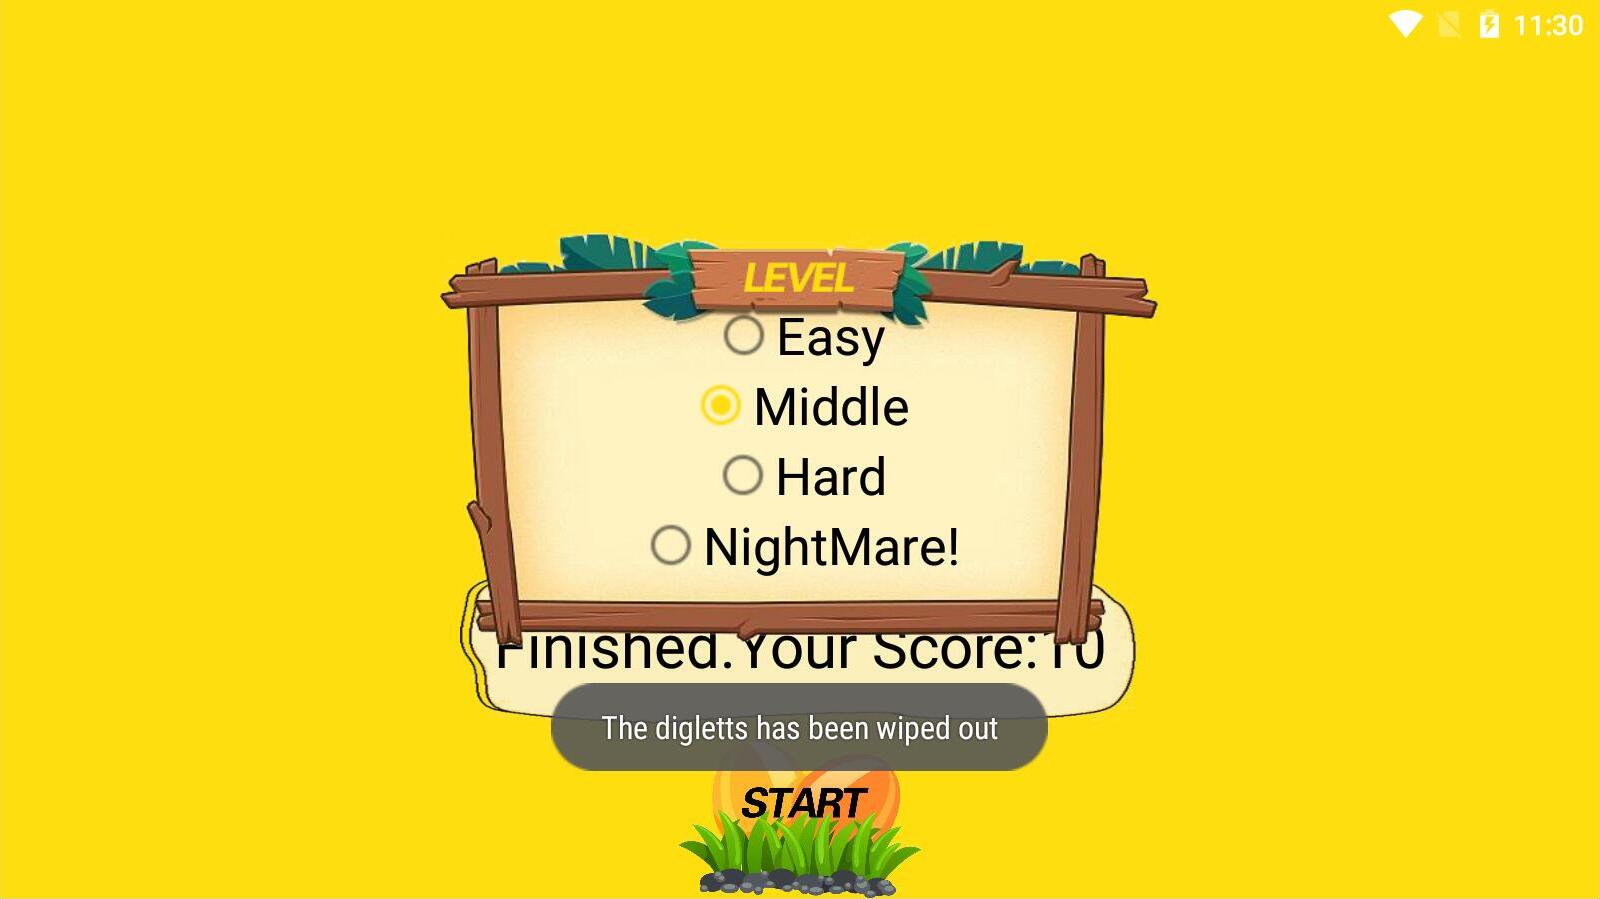 11:30
LEVEL
Easy
Middle
Hard
NightMare!
Finished.Your Score:10
The digletts has been wiped out
START